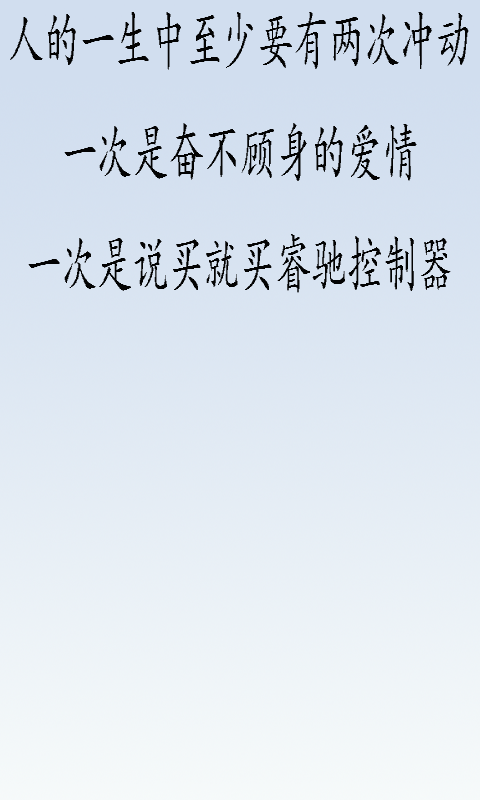 人的一生中至少要有两次冲动
一次是奋不顾身的爱情
一次是说买就买睿驰控制器